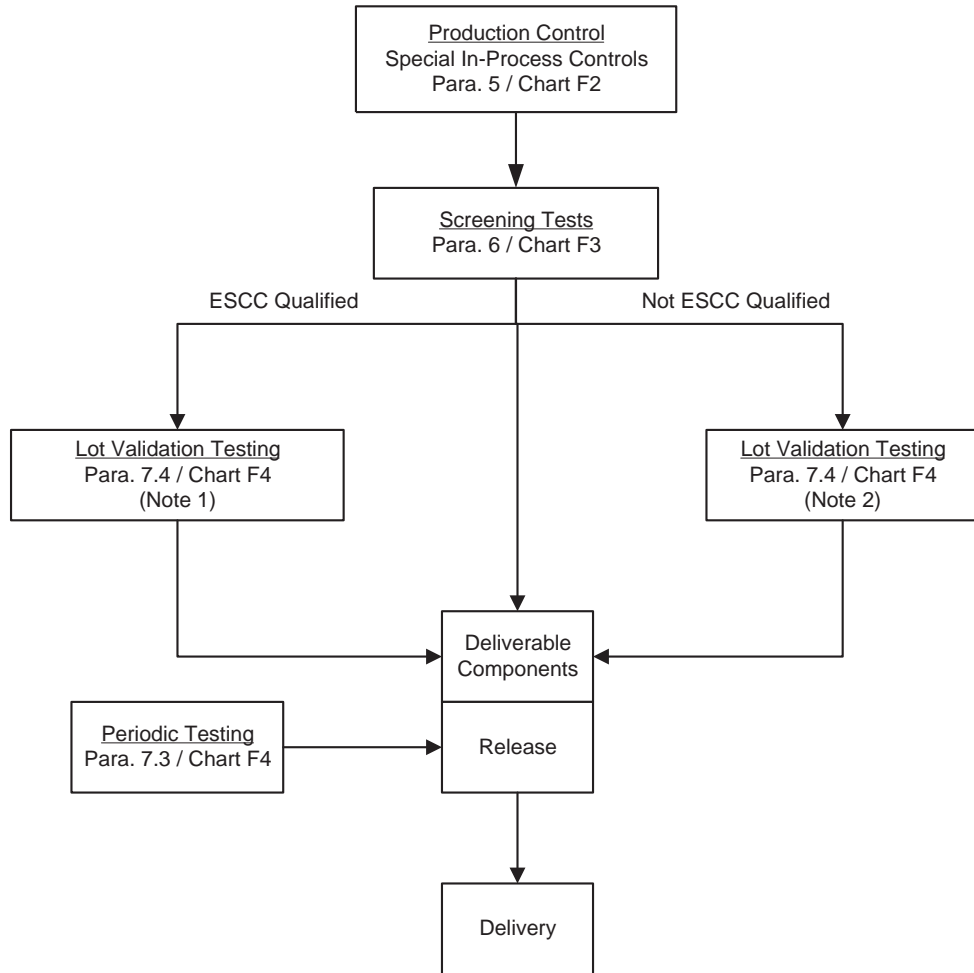 Production Control
Special In-Process Controls
Para. 5 / Chart F2
Screening Tests
Para. 6 / Chart F3
ESCC Qualified
Not ESCC Qualified
Lot Validation Testing
Para. 7.4 / Chart F4
(Note 1)
Lot Validation Testing
Para. 7.4 / Chart F4
(Note 2)
Deliverable
Components
Periodic Testing
Para. 7.3 / Chart F4
Release
Delivery